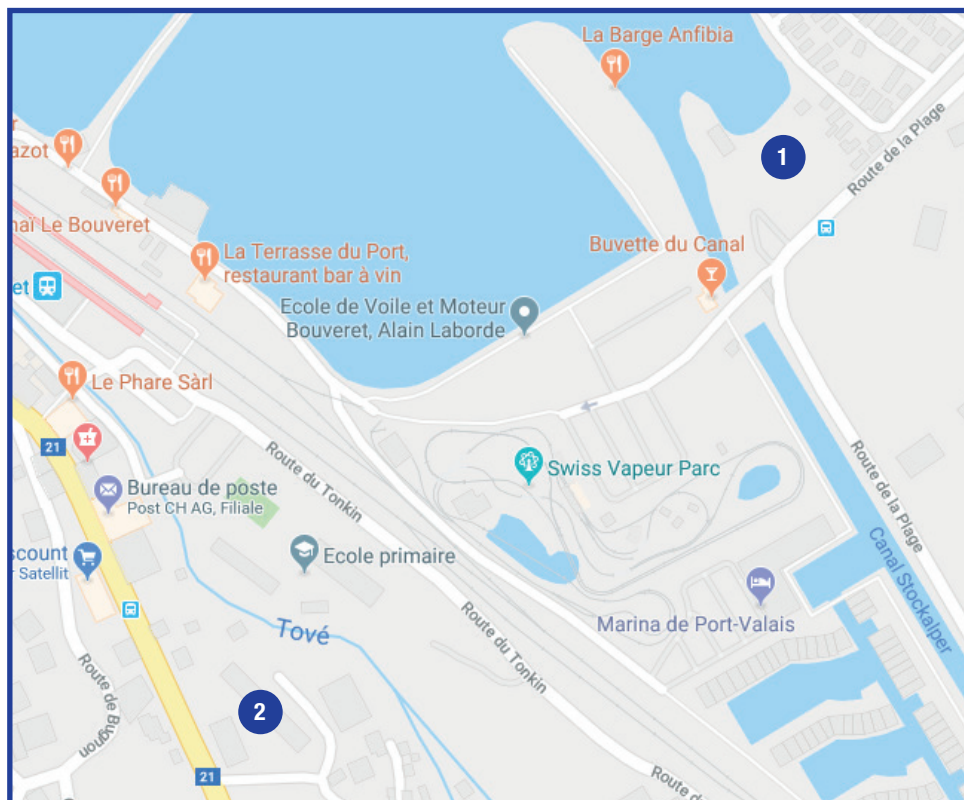 La Barge Anfibia
1
Route de la Plage
azot
naï Le Bouveret
La Terrasse du Port,
restaurant bar à vin
Buvette du Canal
et
Ecole de Voile et Moteur
Bouveret, Alain Laborde
Le Phare Sàrl
21
Route du Tonkin
Swiss Vapeur Parc
Bureau de poste
Post CH AG, Filiale
Route de la Plage
scount
r Satellit
Ecole primaire
Canal Stockalper
Marina de Port-Valais
Tové
Route du Tonkin
Route de Bugnon
2
21
Route du